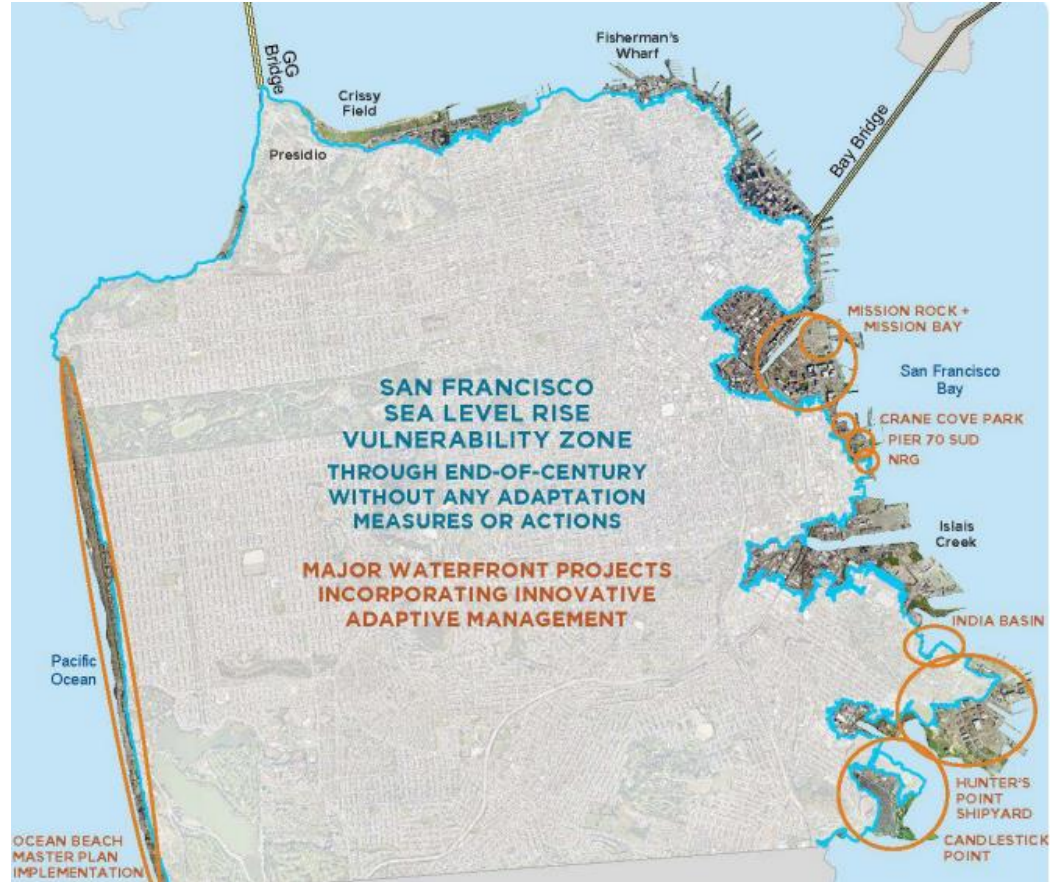 GG
Bridge
Fisherman's
Wharf
Crissy
Field
Presidio
Bay Bridge
MISSION ROCK +
MISSION BAY
San Francisco
Bay
SAN FRANCISCO
SEA LEVEL RISE
VULNERABILITY ZONE
THROUGH END-OF-CENTURY
WITHOUT ANY ADAPTATION
MEASURES OR ACTIONS
CRANE COVE PARK
PIER 70 SUD
NRG
Islais
Creek
MAJOR WATERFRONT PROJECTS
INCORPORATING INNOVATIVE
ADAPTIVE MANAGEMENT
INDIA BASIN
Pacific
Ocean
HUNTER'S
POINT
SHIPYARD
CANDLESTICK
POINT
OCEAN BEACH
MASTER PLAN
IMPLEMENTATION